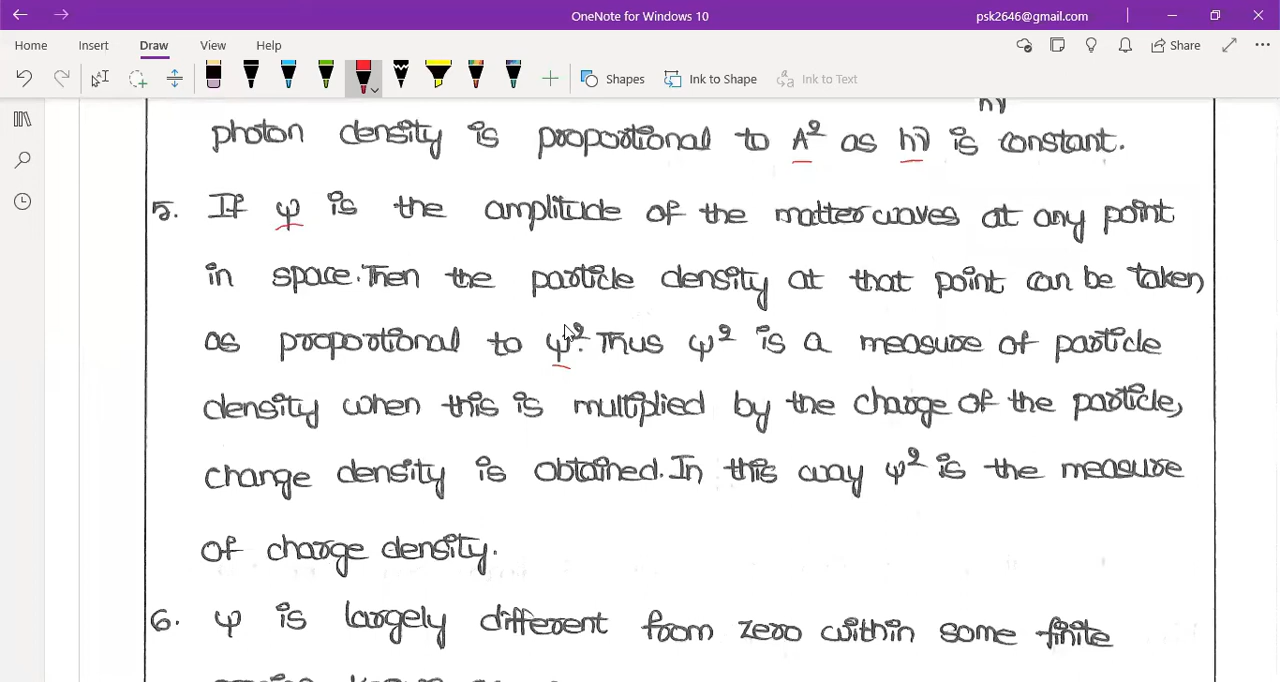 OneNote for Windows 10
psk2646@gmail.com
Home Insert Draw View Help
Share
Shapes Ink to Shape Ink to Text
hν
photon density is proportional to A² as hν is constant.
5. If ψ is the amplitude of the matter waves at any point
in space. Then the particle density at that point can be taken
as proportional to ψ². Thus ψ² is a measure of particle
density when this is multiplied by the charge of the particle,
change density is obtained. In this way ψ² is the measure
of charge density.
6. ψ is largely different from zero within some finite